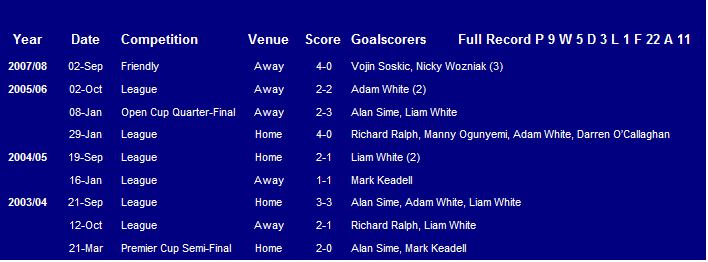 Year Date Competition Venue Score Goalscorers Full Record P 9 W 5 D 3 L 1 F 22 A 11
2007/08 02-Sep Friendly Away 4-0 Vojin Soskic, Nicky Wozniak (3)
2005/06 02-Oct League Away 2-2 Adam White (2)
08-Jan Open Cup Quarter-Final Away 2-3 Alan Sime, Liam White
29-Jan League Home 4-0 Richard Ralph, Manny Ogunyemi, Adam White, Darren O'Callaghan
2004/05 19-Sep League Home 2-1 Liam White (2)
16-Jan League Away 1-1 Mark Keadell
2003/04 21-Sep League Home 3-3 Alan Sime, Adam White, Liam White
12-Oct League Away 2-1 Richard Ralph, Liam White
21-Mar Premier Cup Semi-Final Home 2-0 Alan Sime, Mark Keadell